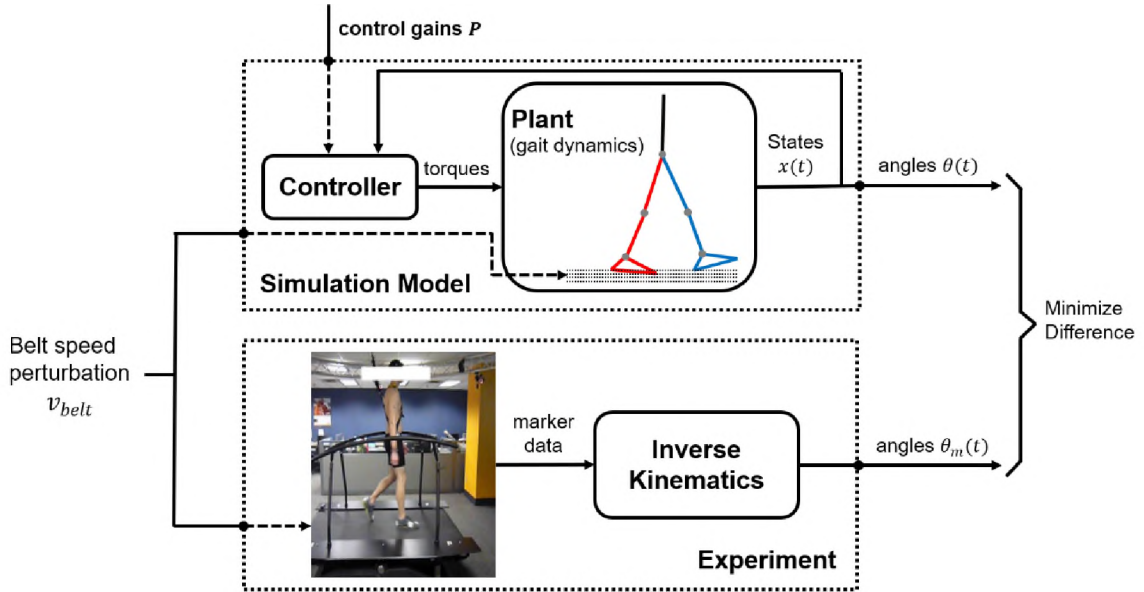 control gains P
Plant
(gait dynamics)
States
x(t)
Controller
torques
angles θ(t)
Simulation Model
Minimize
Difference
Belt speed
perturbation
v_belt
marker
data
Inverse
Kinematics
angles θ_m(t)
Experiment